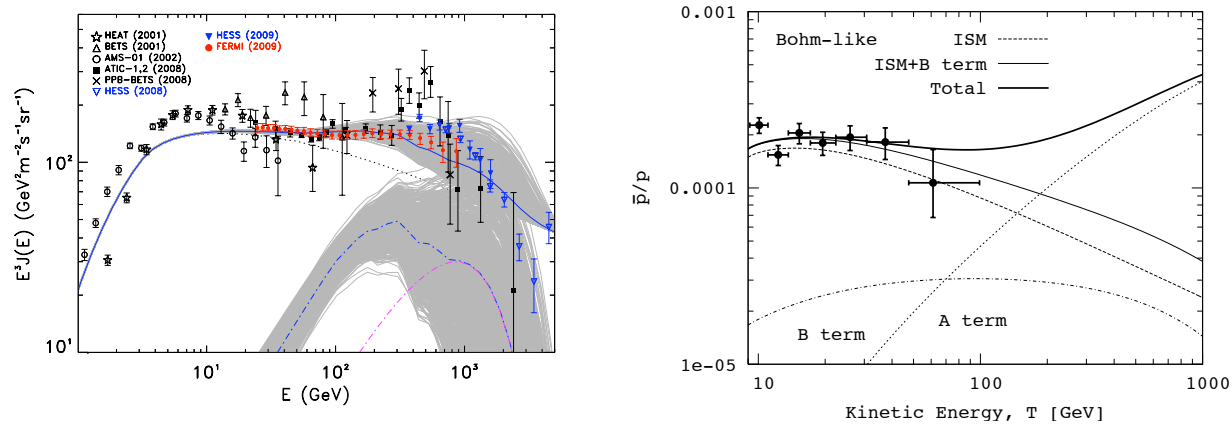 HEAT (2001)
BETS (2001)
AMS-01 (2002)
ATIC-1,2 (2008)
PPB-BETS (2008)
HESS (2008)
HESS (2009)
FERMI (2009)
E³J(E) (GeV²m⁻²s⁻¹sr⁻¹)
10²
10¹
10¹
10²
10³
E (GeV)
0.001
Bohm-like
ISM
ISM+B term
Total
p̄/p
0.0001
A term
B term
1e-05
10
100
1000
Kinetic Energy, T [GeV]